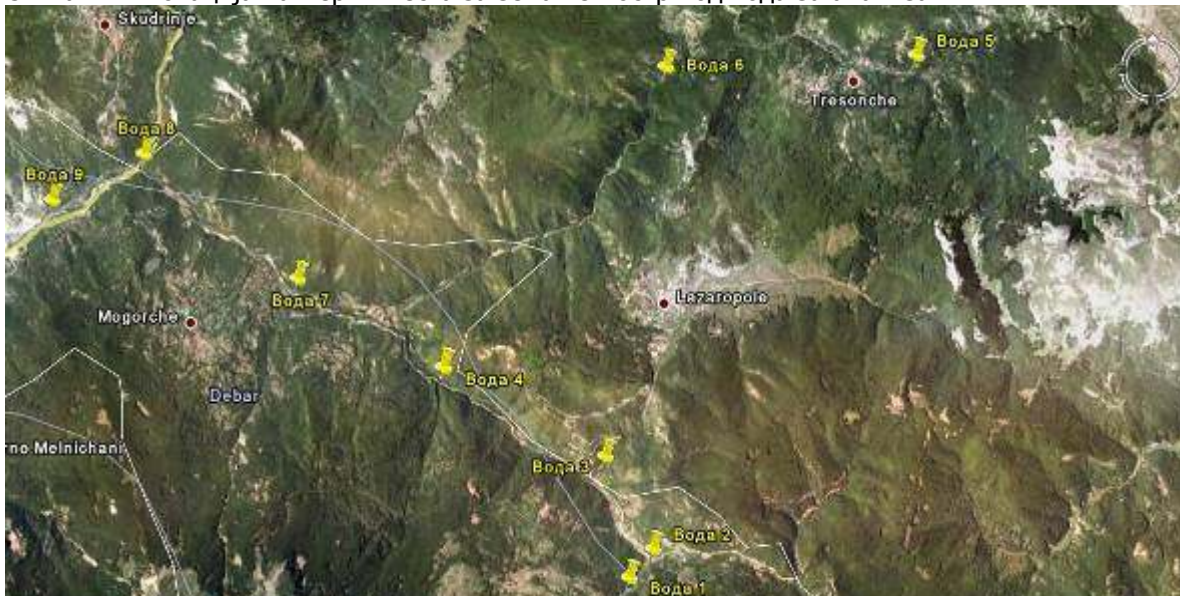 Skudrinje
Вода 5
Вода 6
Tresonche
Вода 8
Вода 9
Lazaropole
Вода 7
Mogorche
Вода 4
Debar
rno Melnichani
Вода 3
Вода 2
Вода 1